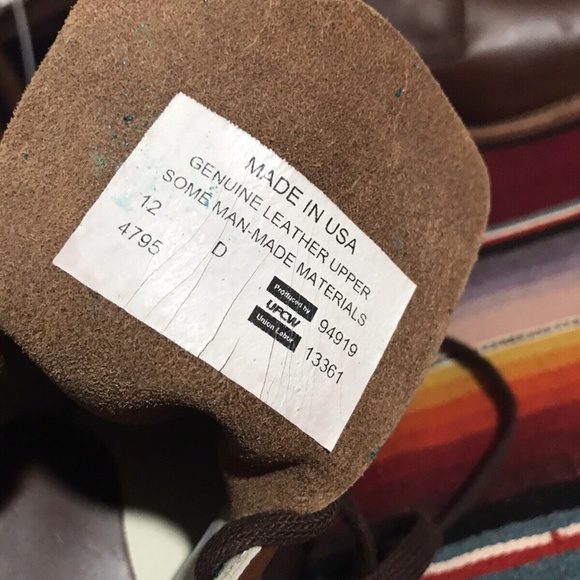 MADE IN USA
GENUINE LEATHER UPPER
SOME MAN-MADE MATERIALS
12 D
4795
Produced by
UFCW
Union Labor
94919
13361